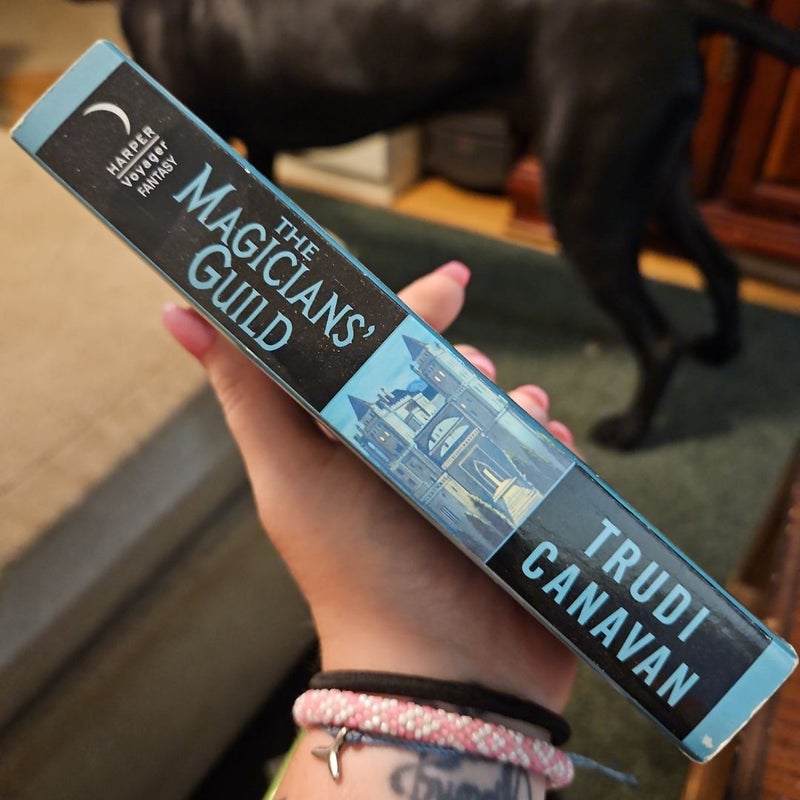 HARPER
Voyager
FANTASY
THE
MAGICIANS'
GUILD
TRUDI
CANAVAN